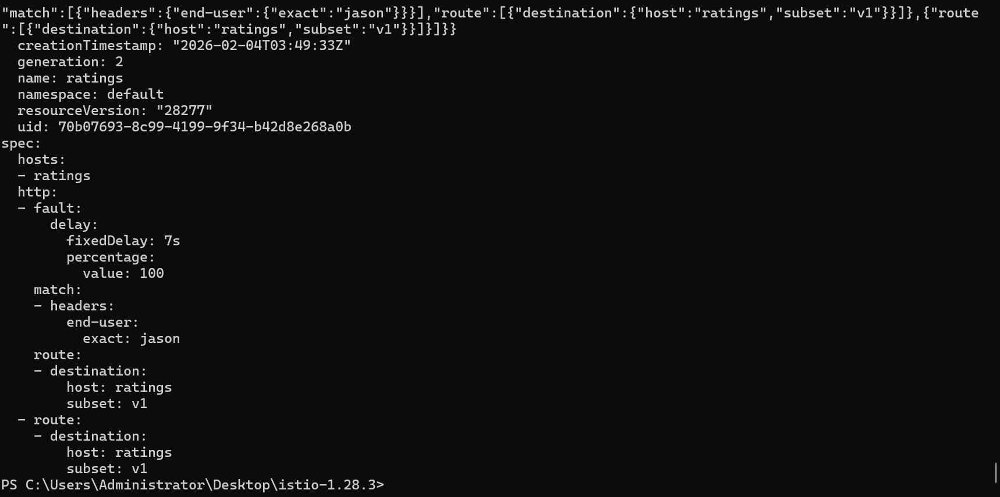 "match":[{"headers":{"end-user":{"exact":"jason"}}}],"route":[{"destination":{"host":"ratings","subset":"v1"}}]},{"route
":[{"destination":{"host":"ratings","subset":"v1"}}]}]}}
  creationTimestamp: "2026-02-04T03:49:33Z"
  generation: 2
  name: ratings
  namespace: default
  resourceVersion: "28277"
  uid: 70b07693-8c99-4199-9f34-b42d8e268a0b
spec:
  hosts:
  - ratings
  http:
  - fault:
      delay:
        fixedDelay: 7s
        percentage:
          value: 100
    match:
    - headers:
        end-user:
          exact: jason
    route:
    - destination:
        host: ratings
        subset: v1
  - route:
    - destination:
        host: ratings
        subset: v1
PS C:\Users\Administrator\Desktop\istio-1.28.3>